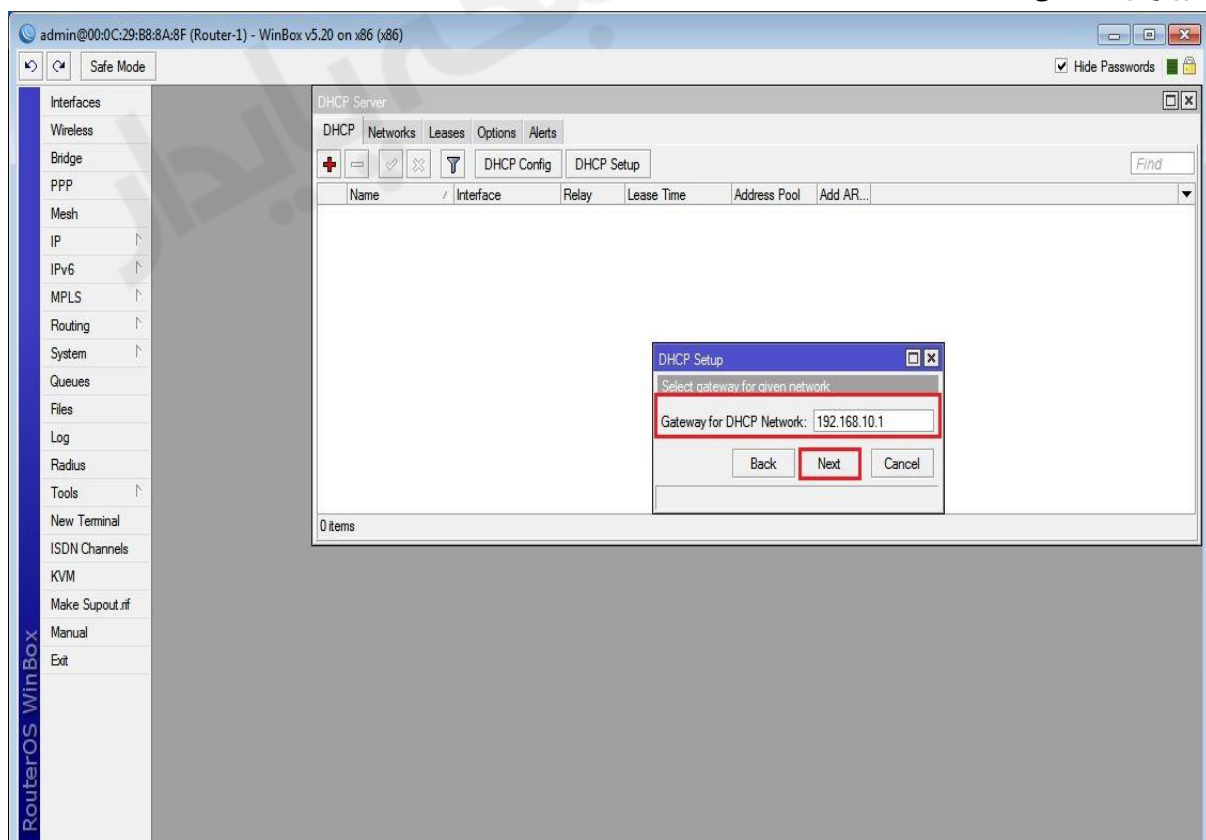 admin@00:0C:29:B8:8A:8F (Router-1) - WinBox v5.20 on x86 (x86)
Safe Mode
Hide Passwords
Interfaces
Wireless
Bridge
PPP
Mesh
IP
IPv6
MPLS
Routing
System
Queues
Files
Log
Radius
Tools
New Terminal
ISDN Channels
KVM
Make Supout.rif
Manual
Exit
RouterOS WinBox
DHCP Server
DHCP Networks Leases Options Alerts
DHCP Config DHCP Setup Find
Name / Interface Relay Lease Time Address Pool Add AR...
0 items
DHCP Setup
Select gateway for given network
Gateway for DHCP Network: 192.168.10.1
Back Next Cancel